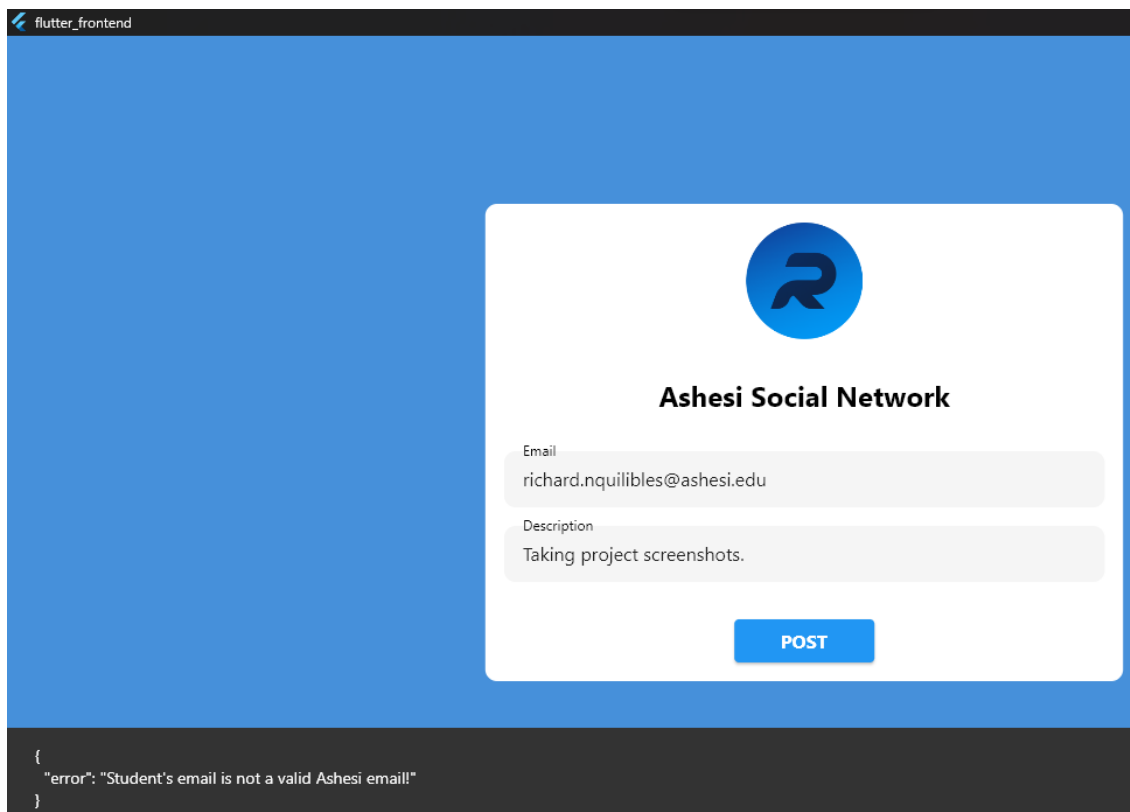 flutter_frontend
Ashesi Social Network
Email
richard.nquilibles@ashesi.edu
Description
Taking project screenshots.
POST
{
"error": "Student's email is not a valid Ashesi email!"
}